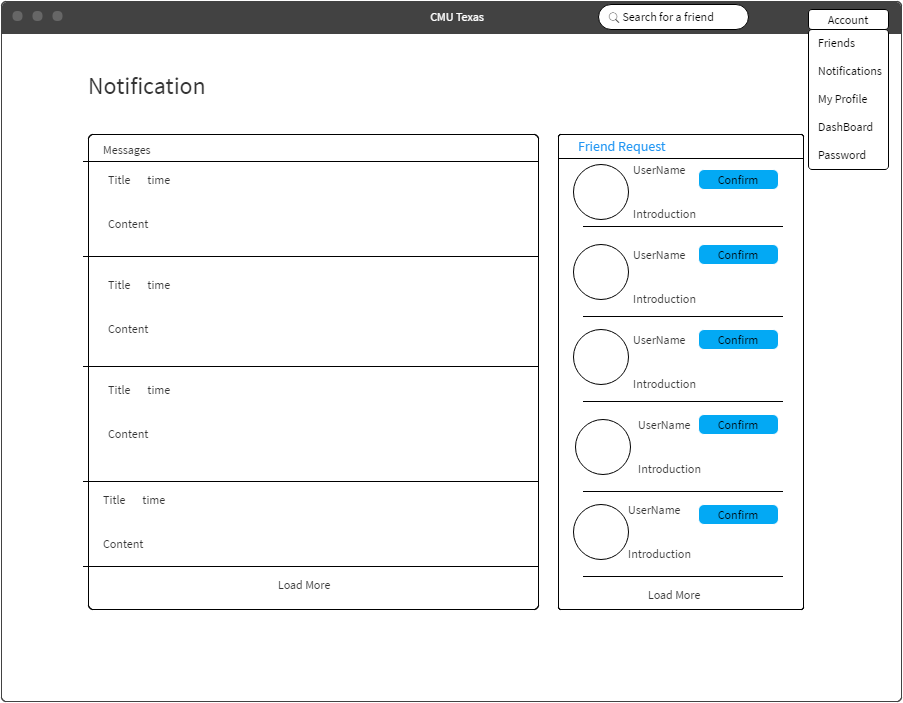 CMU Texas
Search for a friend
Account
Friends
Notifications
My Profile
DashBoard
Password
Notification
Messages
Title time
Content
Title time
Content
Title time
Content
Title time
Content
Load More
Friend Request
UserName Confirm
Introduction
UserName Confirm
Introduction
UserName Confirm
Introduction
UserName Confirm
Introduction
UserName Confirm
Introduction
Load More